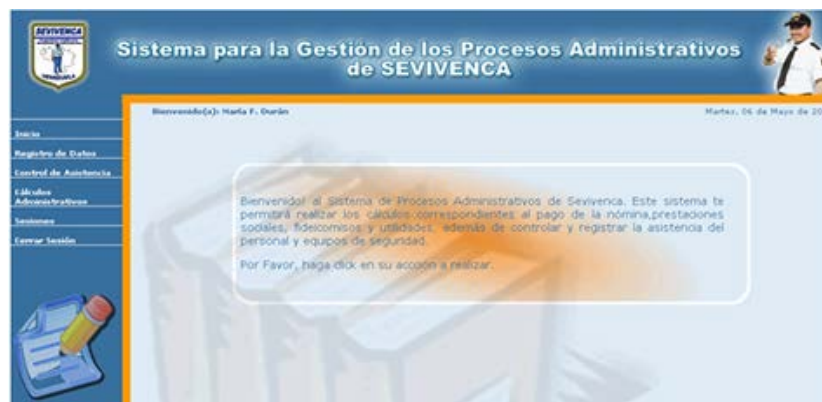 SEVIVENCA
Sistema para la Gestión de los Procesos Administrativos
de SEVIVENCA
Bienvenido(a): María F. Durán
Martes, 06 de Mayo de 20
Inicio
Registro de Datos
Control de Asistencia
Cálculos
Administrativos
Sesiones
Cerrar Sesión
Bienvenido! al Sistema de Procesos Administrativos de Sevivenca. Este sistema te
permitirá realizar los cálculos correspondientes al pago de la nómina,prestaciones
sociales, fideicomisos y utilidades, además de controlar y registrar la asistencia del
personal y equipos de seguridad.
Por Favor, haga click en su acción a realizar.